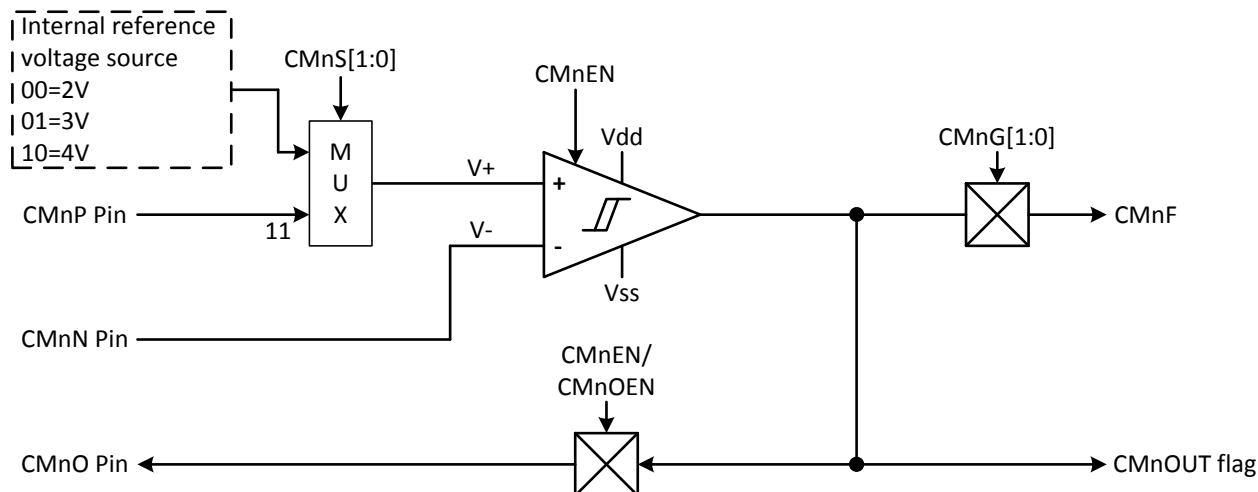 Internal reference
voltage source
00=2V
01=3V
10=4V
CMnS[1:0]
CMnEN
Vdd
CMnG[1:0]
M
U
X
V+
+
CMnP Pin
11
V-
-
CMnF
Vss
CMnN Pin
CMnEN/
CMnOEN
CMnO Pin
CMnOUT flag